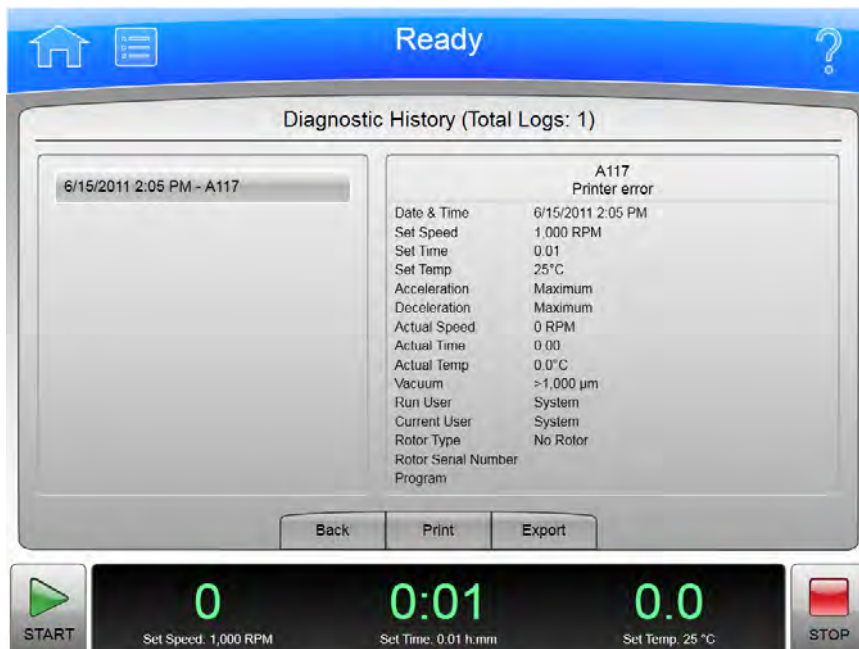 Ready
?
Diagnostic History (Total Logs: 1)
6/15/2011 2:05 PM - A117
A117
Printer error
Date & Time 6/15/2011 2:05 PM
Set Speed 1,000 RPM
Set Time 0:01
Set Temp 25°C
Acceleration Maximum
Deceleration Maximum
Actual Speed 0 RPM
Actual Time 0:00
Actual Temp 0.0°C
Vacuum >1,000 µm
Run User System
Current User System
Rotor Type No Rotor
Rotor Serial Number
Program
Back Print Export
0 0:01 0.0
START Set Speed: 1,000 RPM Set Time: 0:01 h:mm Set Temp: 25 °C STOP